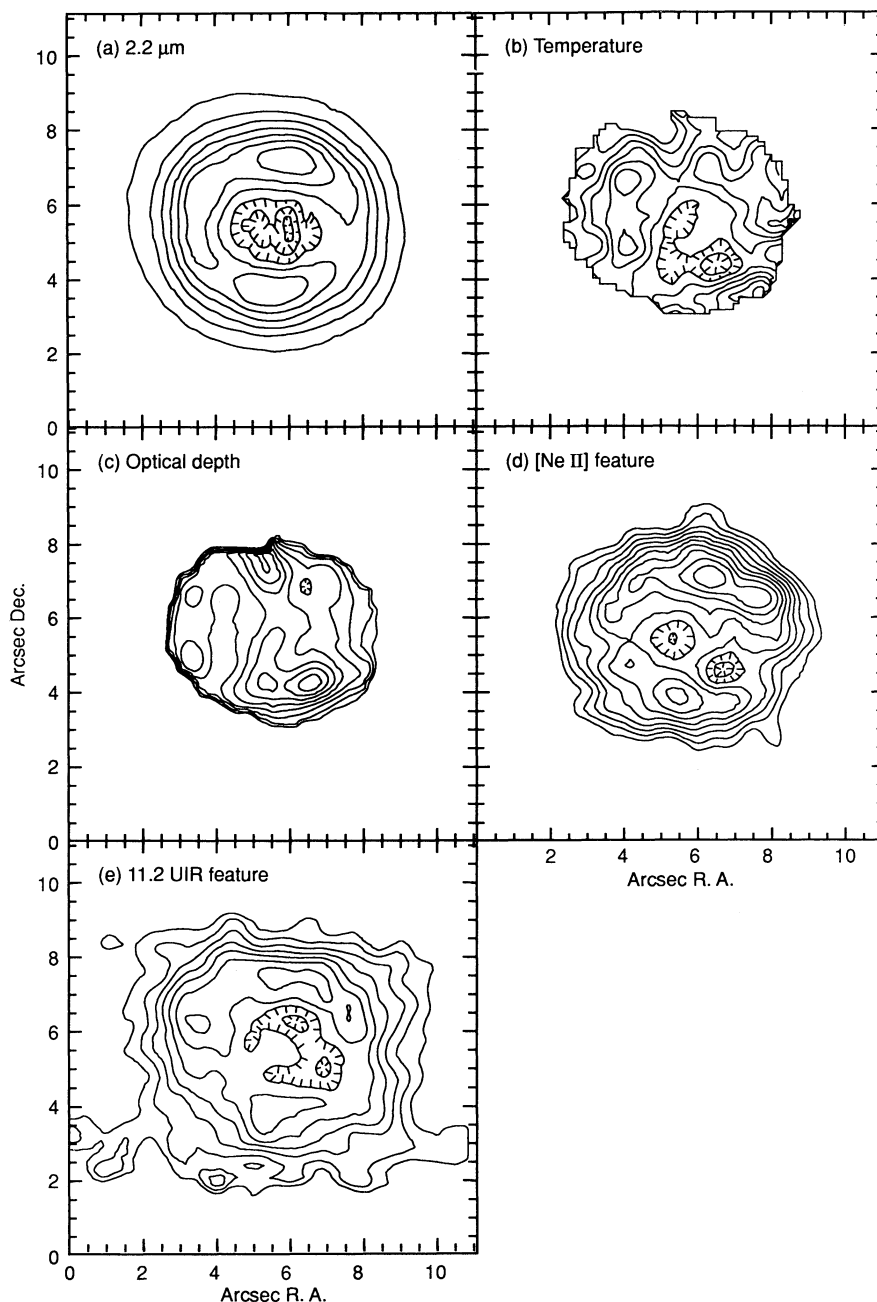 (a) 2.2 µm
(b) Temperature
10
8
6
4
2
0
(c) Optical depth
(d) [Ne II] feature
10
8
6
4
2
0
Arcsec Dec.
2 4 6 8 10
Arcsec R. A.
(e) 11.2 UIR feature
10
8
6
4
2
0
0 2 4 6 8 10
Arcsec R. A.